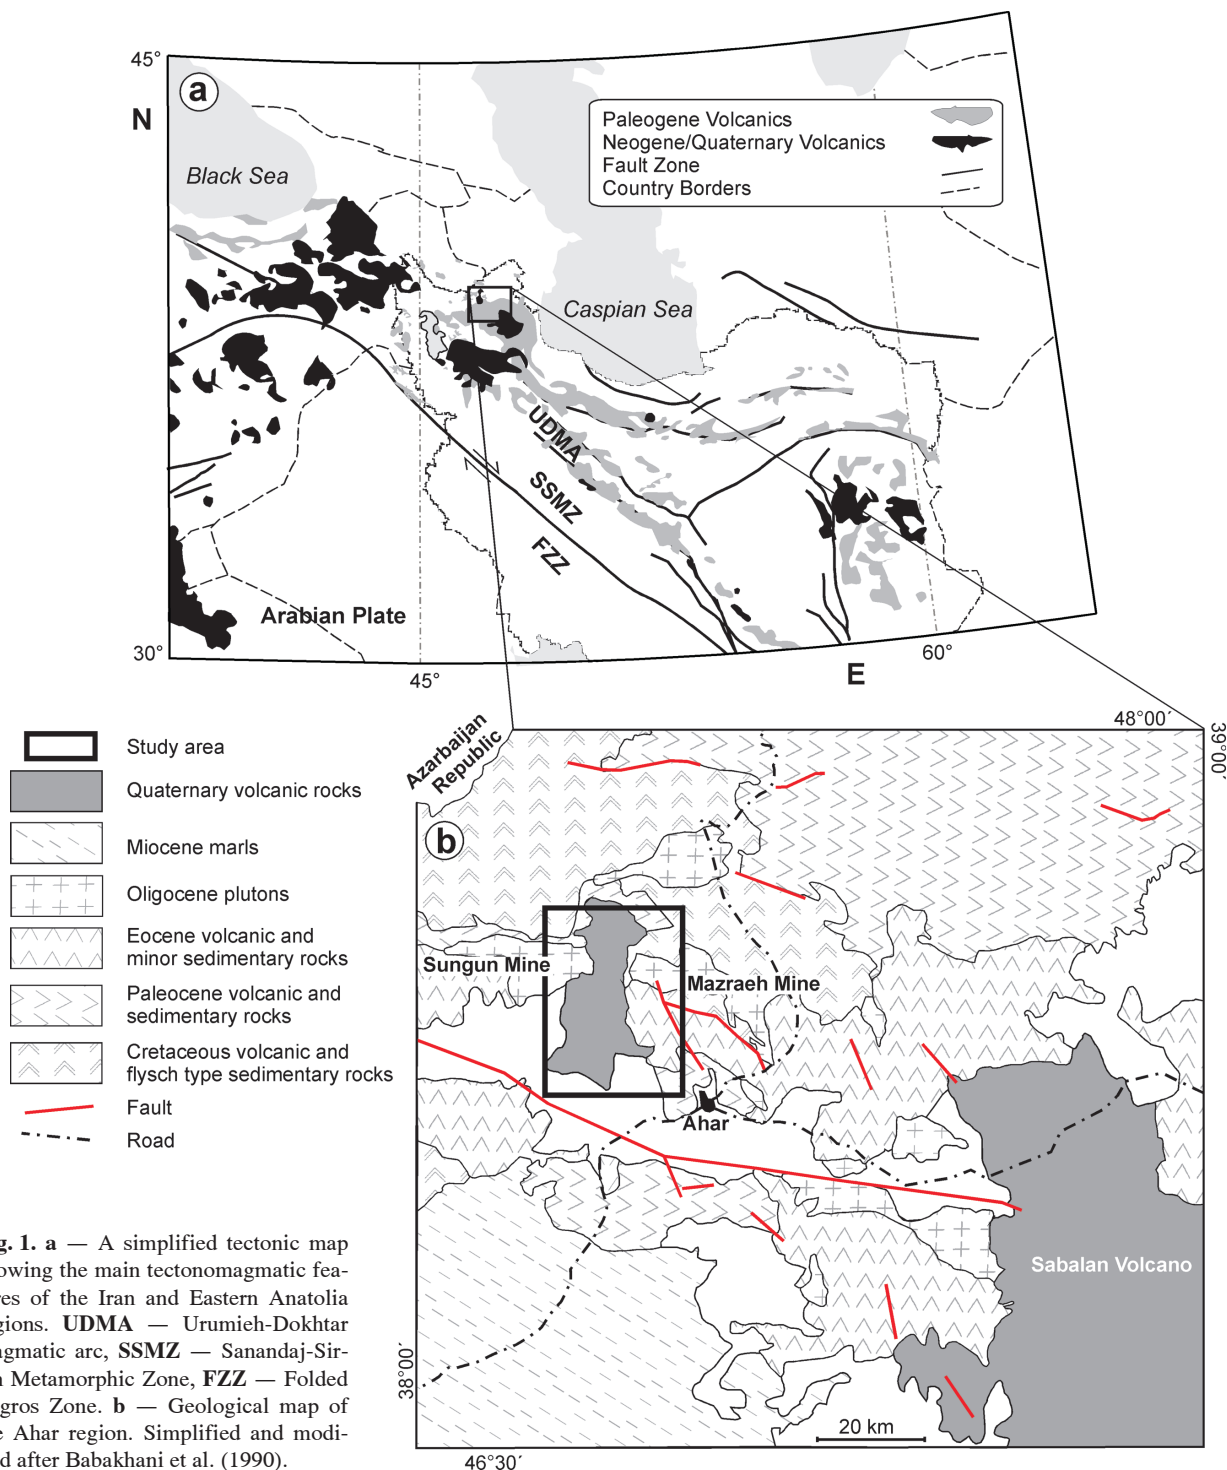 45°
a
N
Black Sea
Paleogene Volcanics
Neogene/Quaternary Volcanics
Fault Zone
Country Borders
Caspian Sea
UDMA
SSMZ
FZZ
Arabian Plate
30°
45°
E
60°
Study area
Quaternary volcanic rocks
Miocene marls
Oligocene plutons
Eocene volcanic and
minor sedimentary rocks
Paleocene volcanic and
sedimentary rocks
Cretaceous volcanic and
flysch type sedimentary rocks
Fault
Road
Azarbaijan
Republic
48°00´
39°00´
b
Sungun Mine
Mazraeh Mine
Ahar
Sabalan Volcano
38°00´
20 km
46°30´
g. 1. a — A simplified tectonic map
owing the main tectonomagmatic fea-
res of the Iran and Eastern Anatolia
gions. UDMA — Urumieh-Dokhtar
agmatic arc, SSMZ — Sanandaj-Sir-
n Metamorphic Zone, FZZ — Folded
gros Zone. b — Geological map of
e Ahar region. Simplified and modi-
d after Babakhani et al. (1990).